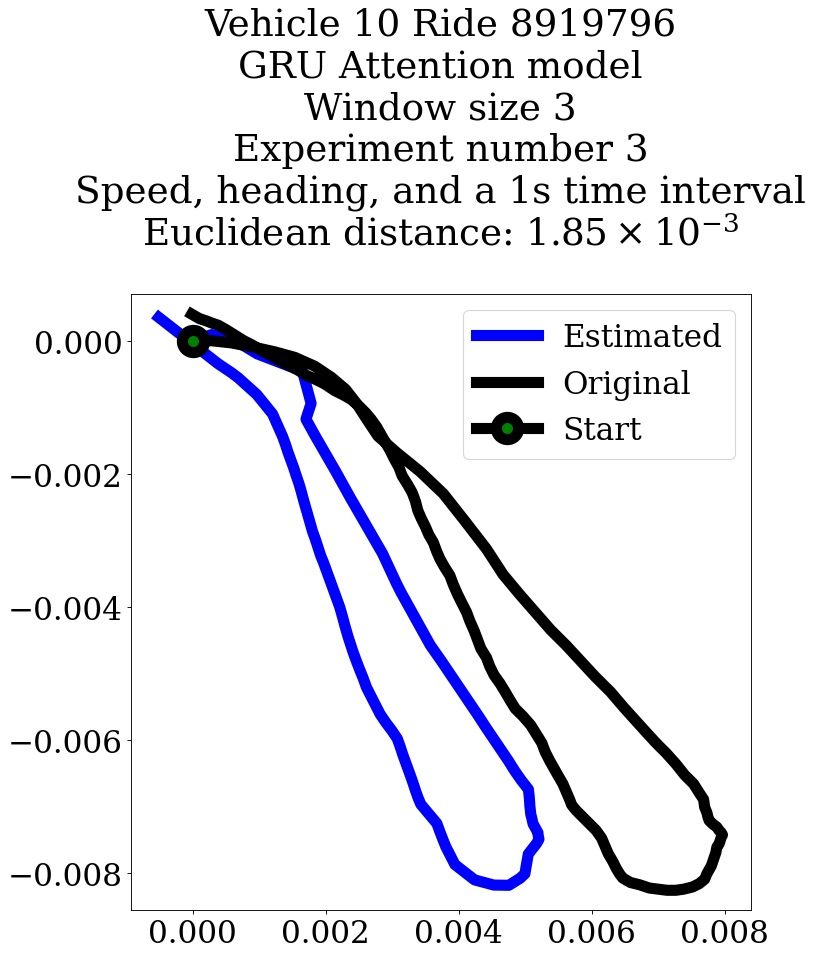 Vehicle 10 Ride 8919796
GRU Attention model
Window size 3
Experiment number 3
Speed, heading, and a 1s time interval
Euclidean distance: 1.85 × 10⁻³
Estimated
Original
Start
0.000
−0.002
−0.004
−0.006
−0.008
0.000 0.002 0.004 0.006 0.008